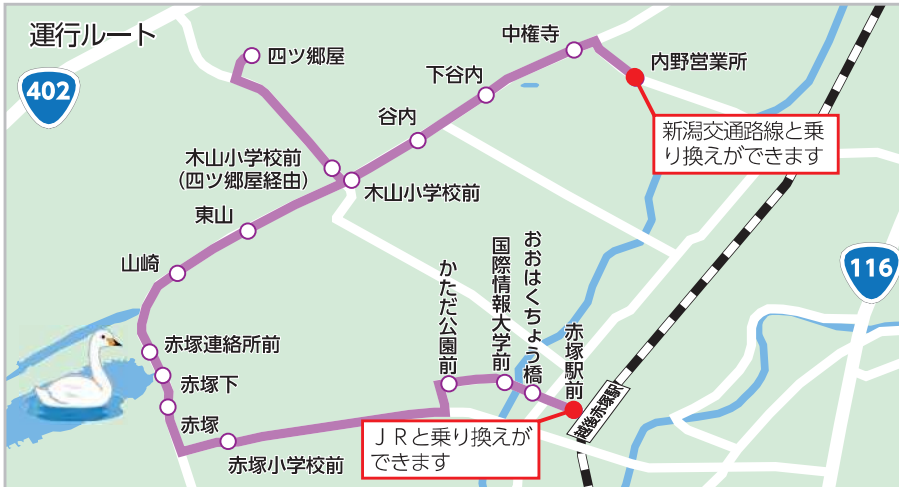 運行ルート
402
四ツ郷屋
中権寺
内野営業所
下谷内
谷内
新潟交通路線と乗
り換えができます
木山小学校前
(四ツ郷屋経由)
木山小学校前
東山
山崎
116
かただ公園前
国際情報大学前
おおはくちょう橋
赤塚駅前
赤塚連絡所前
赤塚下
赤塚
赤塚小学校前
越後赤塚駅
JRと乗り換えが
できます